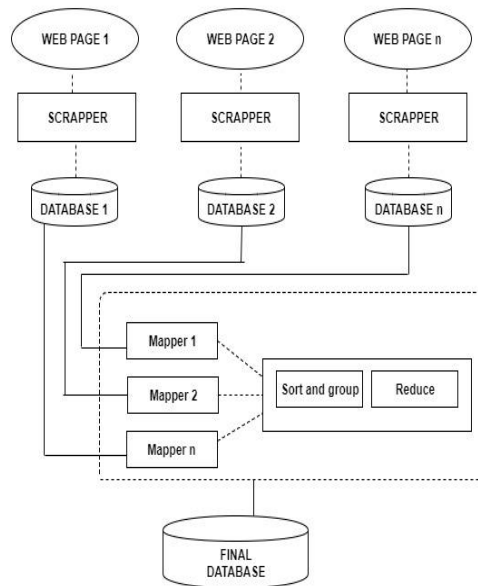 WEB PAGE 1
WEB PAGE 2
WEB PAGE n
SCRAPPER
SCRAPPER
SCRAPPER
DATABASE 1
DATABASE 2
DATABASE n
Mapper 1
Mapper 2
Mapper n
Sort and group
Reduce
FINAL
DATABASE